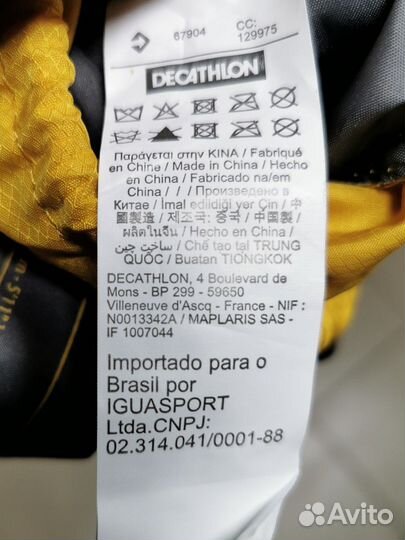 67904
CC:
129975
DECATHLON
Παράγεται στην KINA / Fabriqué
en Chine / Made in China / Hecho
en China / Fabricado na/em
China / Произведено в
Китае / Imal edildiği yer Çin / 中
國製造 / 제조국: 중국 / 中国製 /
ผลิตในจีน / Hecho en China /
ساخت چین / Chế tạo tại TRUNG
QUỐC / Buatan TIONGKOK
DECATHLON, 4 Boulevard de
Mons - BP 299 - 59650
Villeneuve d'Ascq - France - NIF :
N0013342A / MAPLARIS SAS -
IF 1007044
Importado para o
Brasil por
IGUASPORT
Ltda.CNPJ:
02.314.041/0001-88
Avito